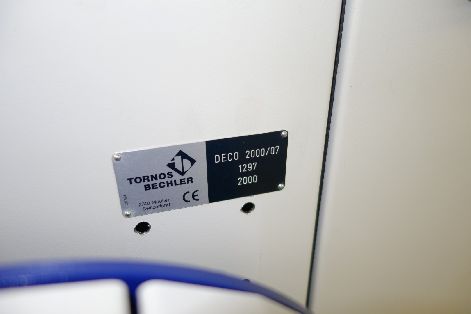 TORNOS
BECHLER
CE
DECO 2000/07
1297
2000